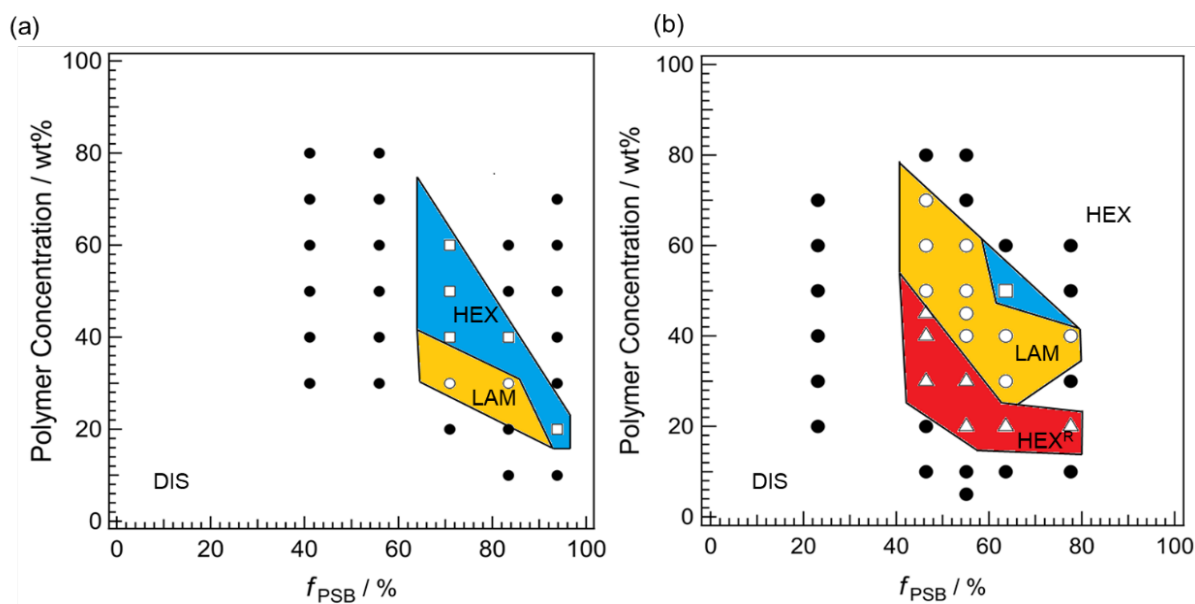 (a)
(b)
Polymer Concentration / wt%
100
80
60
40
20
0
HEX
LAM
DIS
0 20 40 60 80 100
fPSB / %
Polymer Concentration / wt%
100
80
60
40
20
0
HEX
LAM
HEXR
DIS
0 20 40 60 80 100
fPSB / %